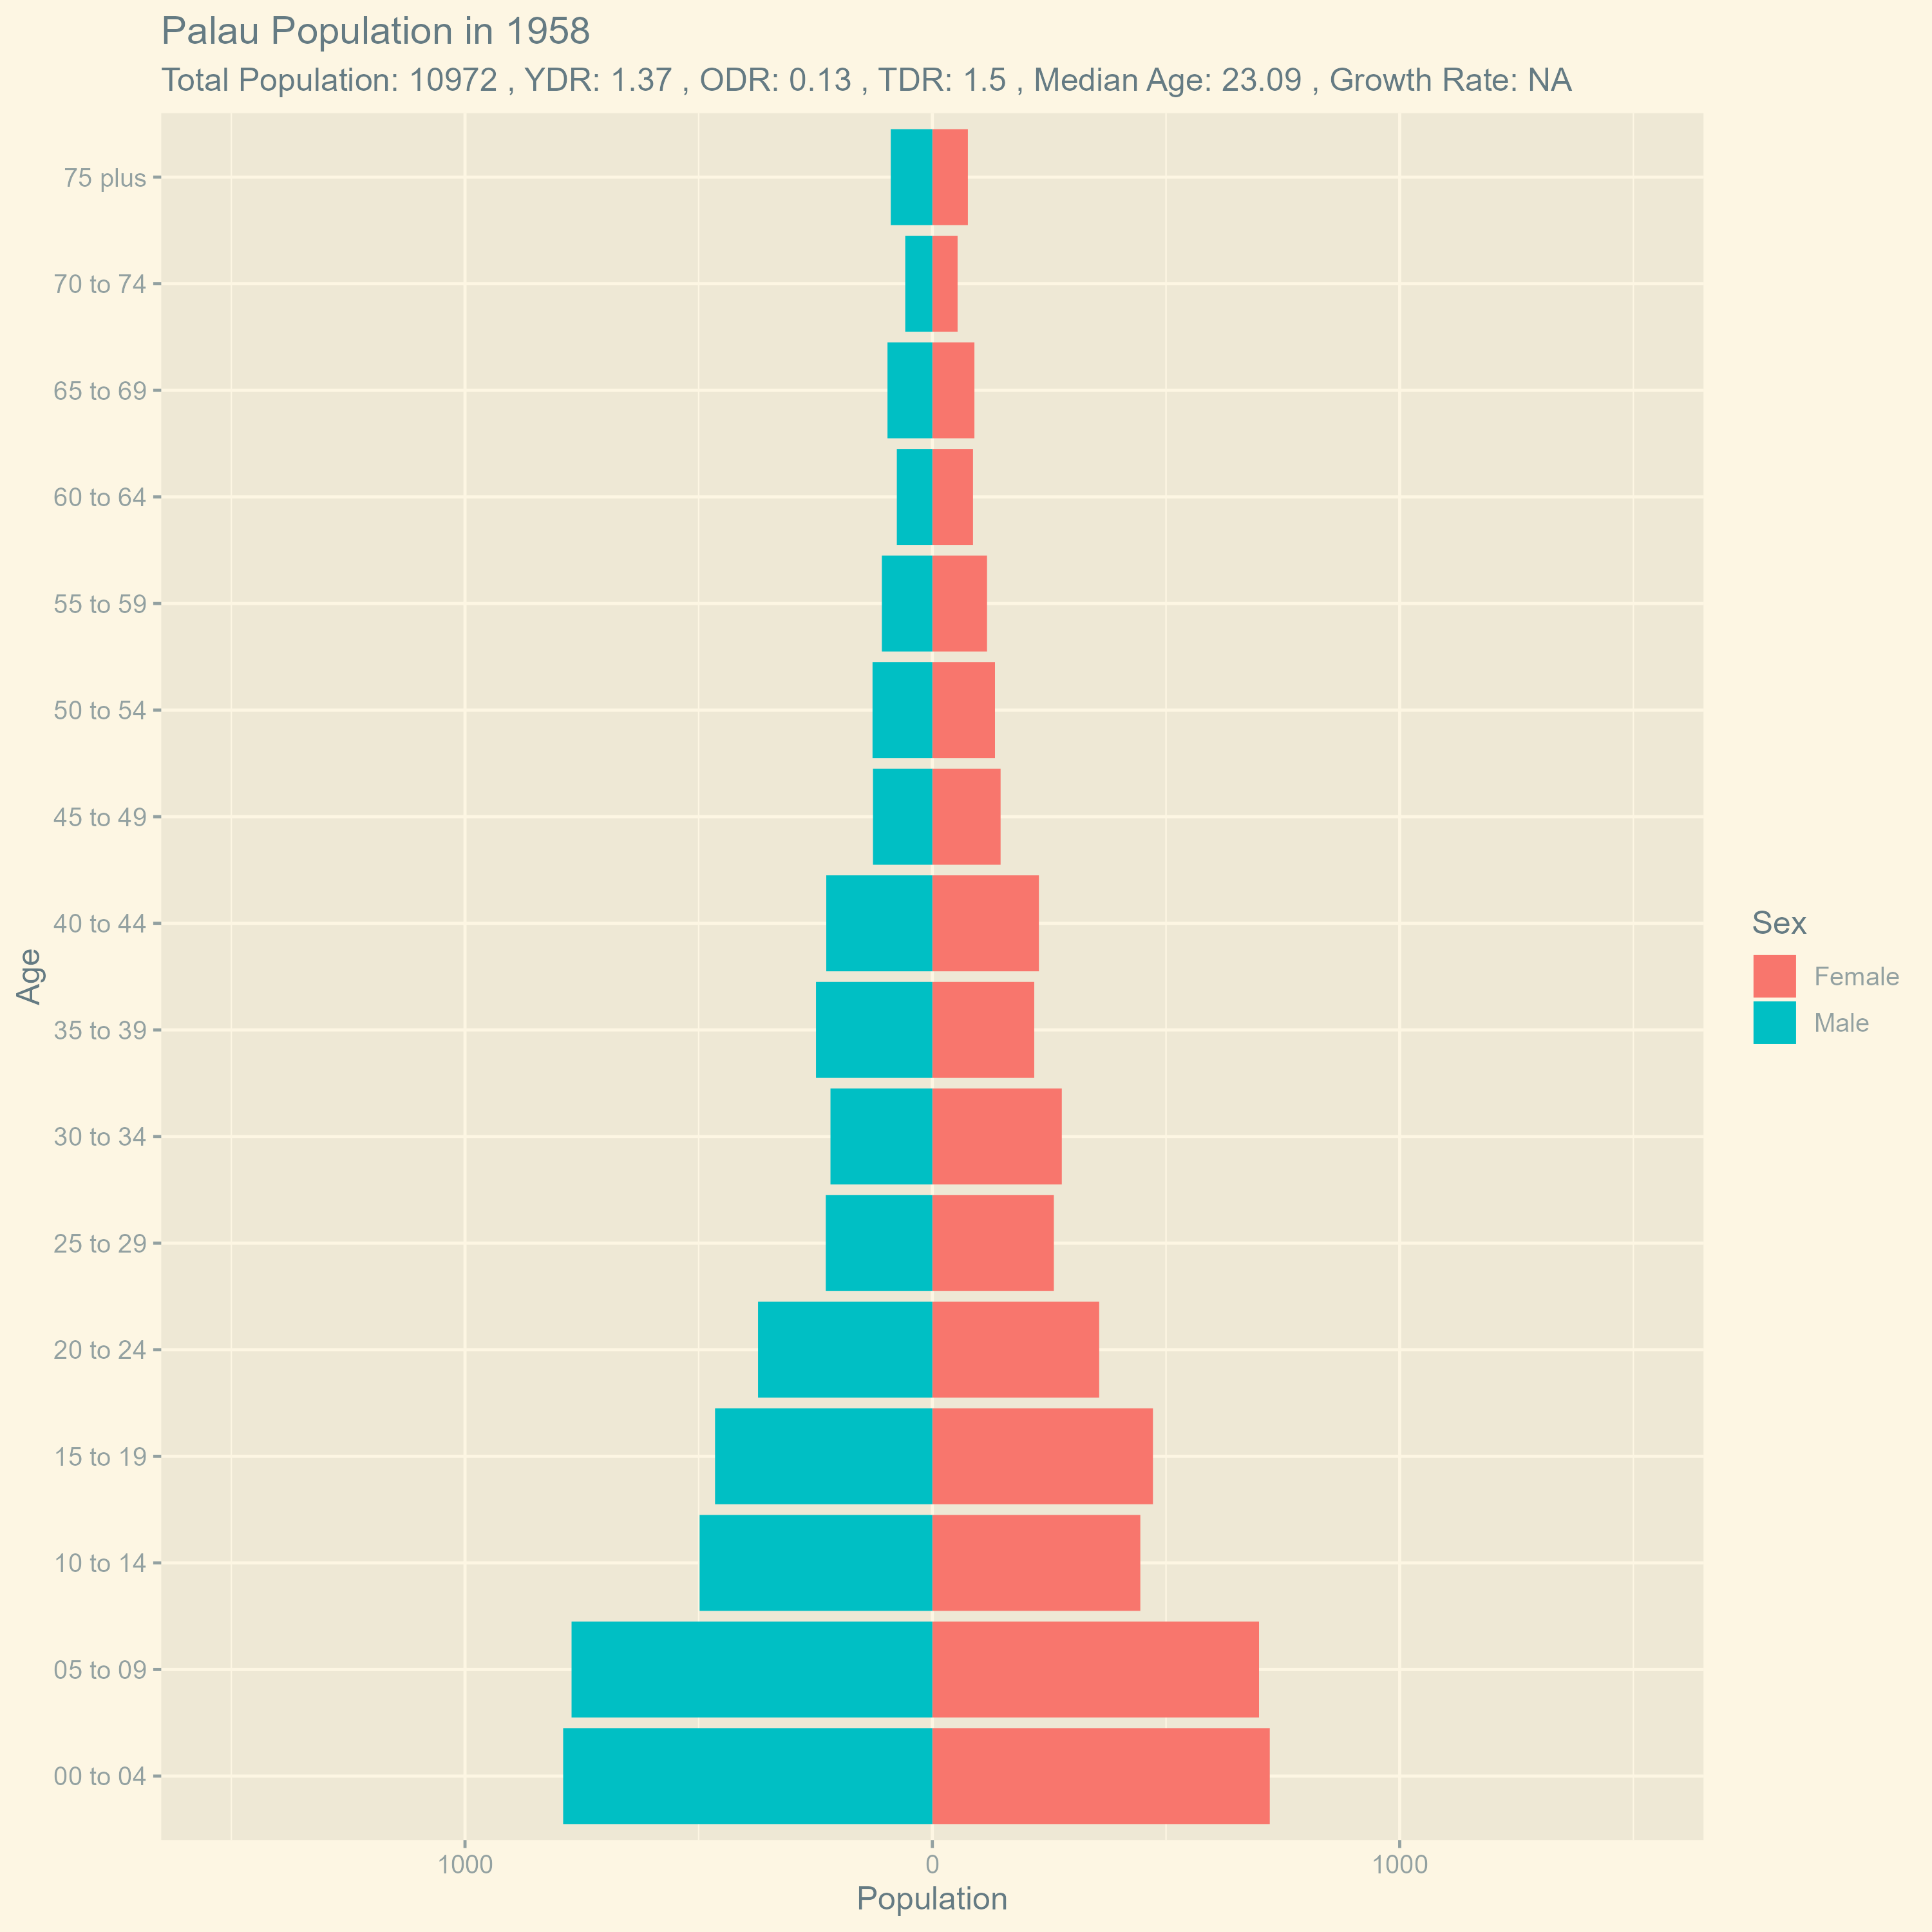 Palau Population in 1958
Total Population: 10972 , YDR: 1.37 , ODR: 0.13 , TDR: 1.5 , Median Age: 23.09 , Growth Rate: NA
75 plus
70 to 74
65 to 69
60 to 64
55 to 59
50 to 54
45 to 49
40 to 44
35 to 39
30 to 34
25 to 29
20 to 24
15 to 19
10 to 14
05 to 09
00 to 04
Age
1000
0
1000
Population
Sex
Female
Male